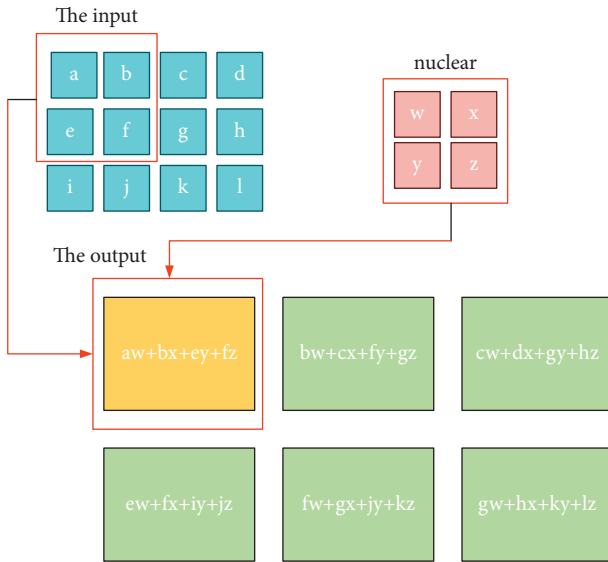 The input
a b c d
e f g h
i j k l
nuclear
w x
y z
The output
aw+bx+ey+fz bw+cx+fy+gz cw+dx+gy+hz
ew+fx+iy+jz fw+gx+jy+kz gw+hx+ky+lz